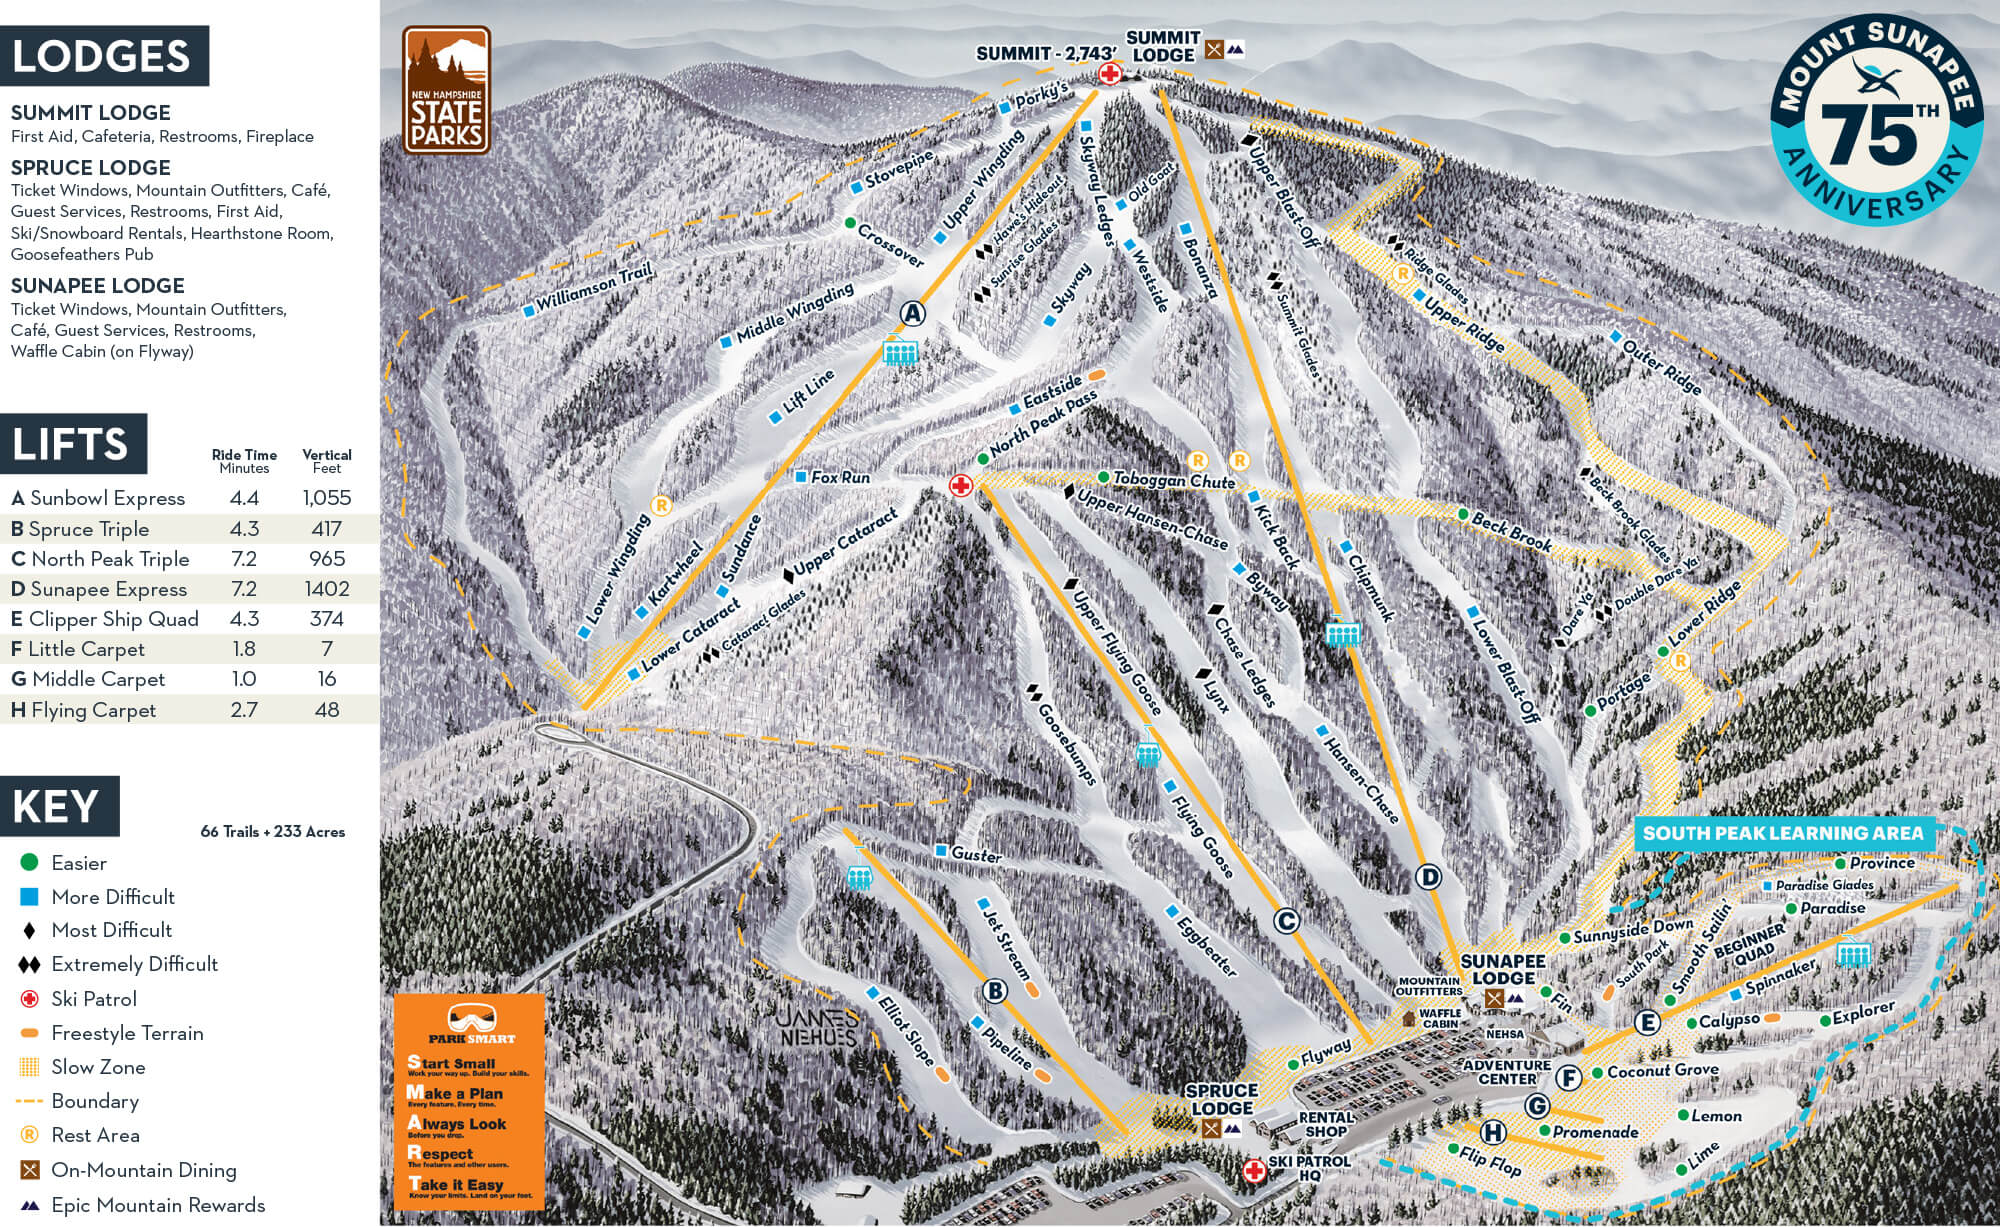 LODGES
SUMMIT LODGE
First Aid, Cafeteria, Restrooms, Fireplace
SPRUCE LODGE
Ticket Windows, Mountain Outfitters, Café,
Guest Services, Restrooms, First Aid,
Ski/Snowboard Rentals, Hearthstone Room,
Goosefeathers Pub
SUNAPEE LODGE
Ticket Windows, Mountain Outfitters,
Café, Guest Services, Restrooms,
Waffle Cabin (on Flyway)
LIFTS
Ride Time Vertical
Minutes Feet
A Sunbowl Express 4.4 1,055
B Spruce Triple 4.3 417
C North Peak Triple 7.2 965
D Sunapee Express 7.2 1402
E Clipper Ship Quad 4.3 374
F Little Carpet 1.8 7
G Middle Carpet 1.0 16
H Flying Carpet 2.7 48
KEY
66 Trails + 233 Acres
Easier
More Difficult
Most Difficult
Extremely Difficult
Ski Patrol
Freestyle Terrain
Slow Zone
Boundary
R Rest Area
On-Mountain Dining
Epic Mountain Rewards
NEW HAMPSHIRE
STATE
PARKS
SUMMIT - 2,743'
SUMMIT
LODGE
MOUNT SUNAPEE
75TH
ANNIVERSARY
Porky's
Stovepipe
Upper Wingding
Crossover
Hawe's Hideout
Sunrise Glades
Skyway Ledges
Old Goat
Upper Blast-Off
Bonanza
Westside
Skyway
Williamson Trail
Middle Wingding
A
Summit Glades
Ridge Glades
R
Upper Ridge
Outer Ridge
Lift Line
Eastside
North Peak Pass
Fox Run
R
R
R
Toboggan Chute
Upper Hansen-Chase
Kick Back
Beck Brook
Beck Brook Glades
Lower Wingding
Kartwheel
Sundance
Upper Cataract
Lower Cataract
Cataract Glades
Byway
Chipmunk
Dare Ya
Double Dare Ya
Lower Ridge
R
Portage
Lower Blast-Off
Upper Flying Goose
Chase Ledges
Lynx
Goosebumps
Hansen-Chase
Flying Goose
C
D
Guster
Jet Stream
Eggbeater
B
Elliot Slope
Pipeline
JAMES
NIEHUES
SOUTH PEAK LEARNING AREA
Province
Paradise Glades
Paradise
Sunnyside Down
South Park
Smooth Sailin'
BEGINNER
QUAD
Spinnaker
Explorer
Calypso
E
Fin
SUNAPEE
LODGE
MOUNTAIN
OUTFITTERS
WAFFLE
CABIN
NEHSA
ADVENTURE
CENTER
F
Coconut Grove
G
Lemon
H
Promenade
Flip Flop
Lime
Flyway
SPRUCE
LODGE
RENTAL
SHOP
SKI PATROL
HQ
PARK SMART
Start Small
Work your way up. Build your skills.
Make a Plan
Every feature. Every time.
Always Look
Before you drop.
Respect
The features and other users.
Take it Easy
Know your limits. Land on your feet.